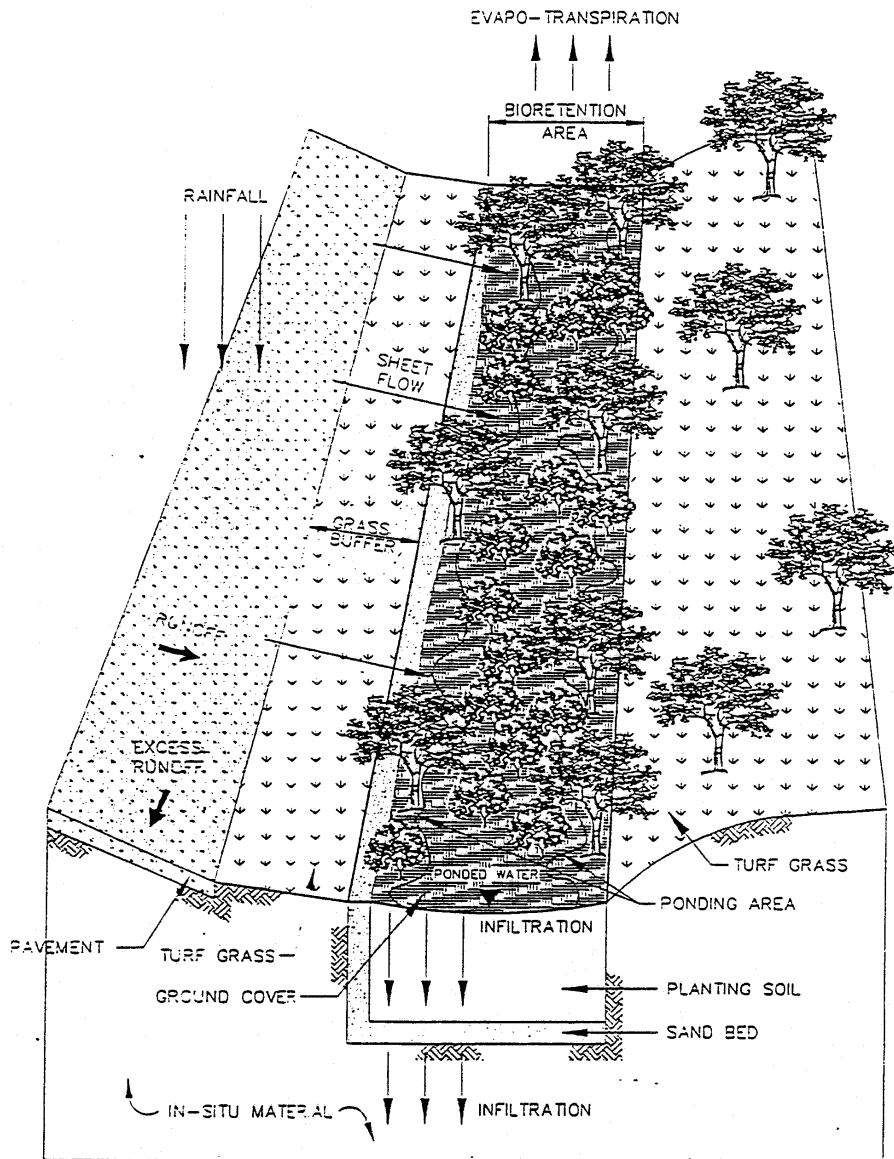 EVAPO-TRANSPIRATION
BIORETENTION
AREA
RAINFALL
SHEET
FLOW
GRASS
BUFFER
RUNOFF
EXCESS
RUNOFF
PONDED WATER
TURF GRASS
PONDING AREA
PAVEMENT
TURF GRASS
INFILTRATION
GROUND COVER
PLANTING SOIL
SAND BED
IN-SITU MATERIAL
INFILTRATION